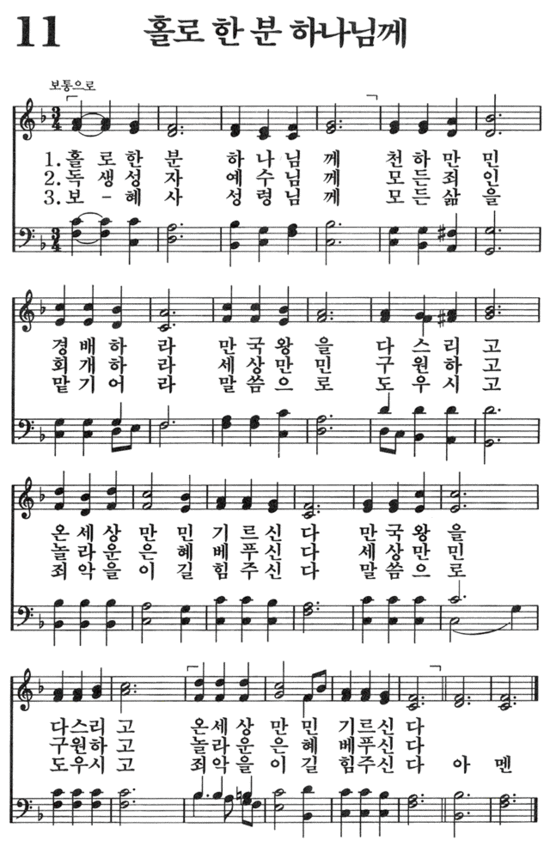 11 홀로 한 분 하나님께
보통으로
1. 홀로한분 하나님께 천하만민
2. 독생성자 예수님께 모든죄인
3. 보-혜사 성령님께 모든삶을
경배하라 만국왕을 다스리고
회개하라 세상만민 구원하고
맡기어라 말씀으로 도우시고
온세상만민기르신다 만국왕을
놀라운은혜베푸신다 세상만민
죄악을이길힘주신다 말씀으로
다스리고 온세상만민기르신다
구원하고 놀라운은혜베푸신다
도우시고 죄악을이길힘주신다아멘